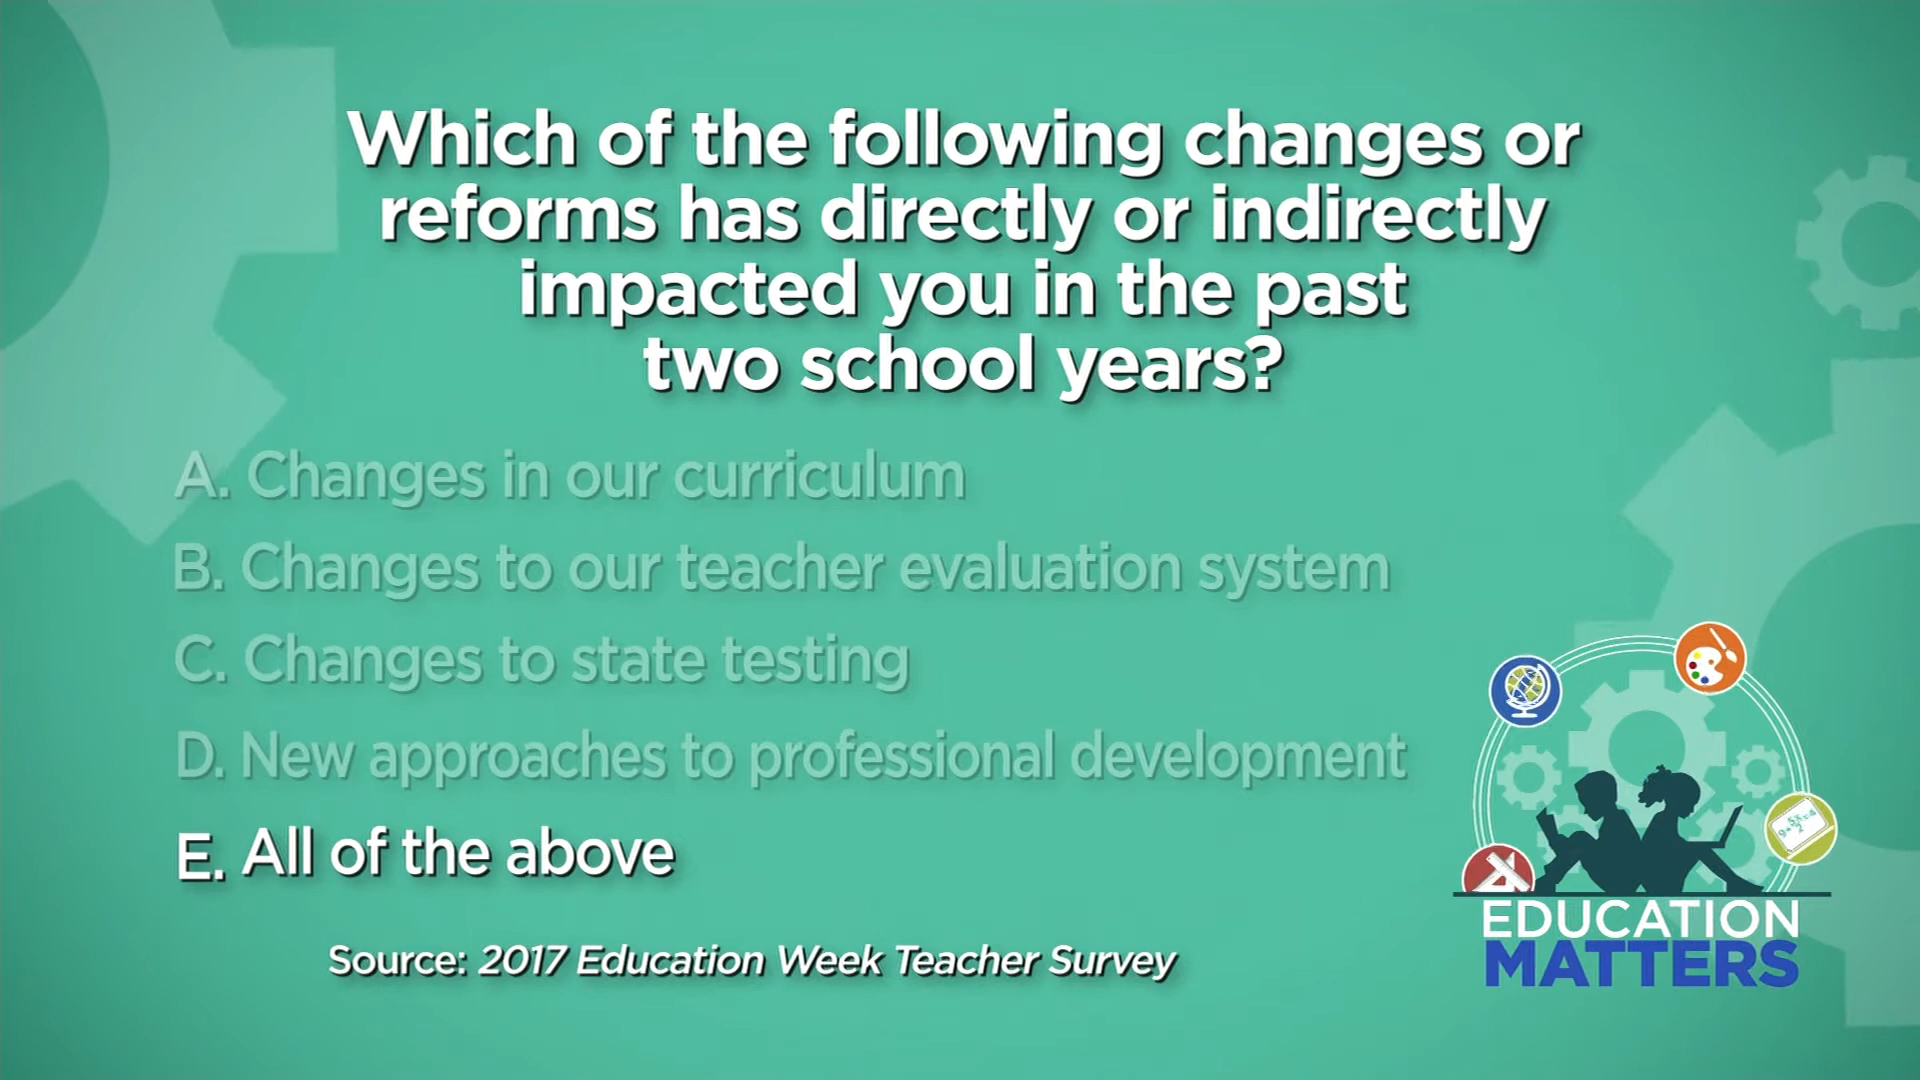 Which of the following changes or
reforms has directly or indirectly
impacted you in the past
two school years?
A. Changes in our curriculum
B. Changes to our teacher evaluation system
C. Changes to state testing
D. New approaches to professional development
E. All of the above
Source: 2017 Education Week Teacher Survey
EDUCATION
MATTERS